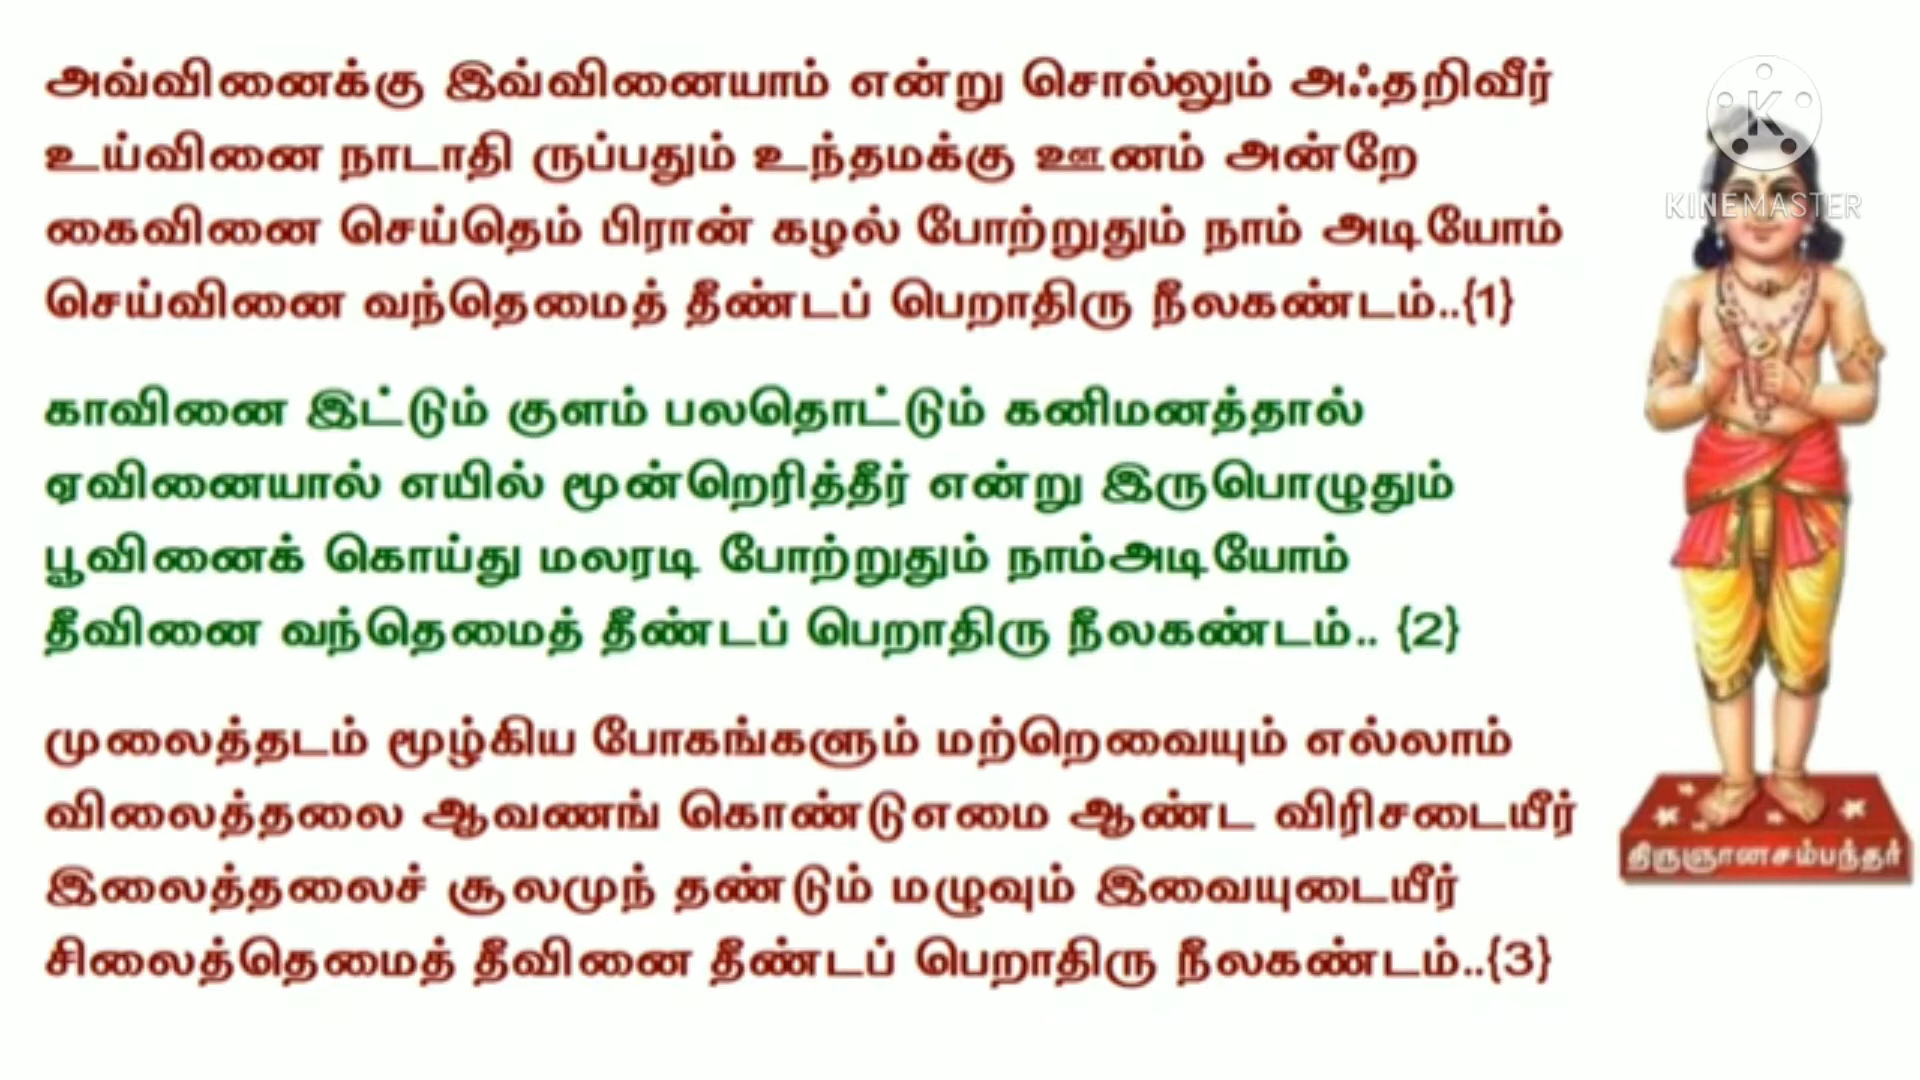 அவ்வினைக்கு இவ்வினையாம் என்று சொல்லும் அஃதறிவீர்
உய்வினை நாடாதி ருப்பதும் உந்தமக்கு ஊனம் அன்றே
கைவினை செய்தெம் பிரான் கழல் போற்றுதும் நாம் அடியோம்
செய்வினை வந்தெமைத் தீண்டப் பெறாதிரு நீலகண்டம்..{1}
காவினை இட்டும் குளம் பலதொட்டும் கனிமனத்தால்
ஏவினையால் எயில் மூன்றெரித்தீர் என்று இருபொழுதும்
பூவினைக் கொய்து மலரடி போற்றுதும் நாம்அடியோம்
தீவினை வந்தெமைத் தீண்டப் பெறாதிரு நீலகண்டம்.. {2}
முலைத்தடம் மூழ்கிய போகங்களும் மற்றெவையும் எல்லாம்
விலைத்தலை ஆவணங் கொண்டுஎமை ஆண்ட விரிசடையீர்
இலைத்தலைச் சூலமுந் தண்டும் மழுவும் இவையுடையீர்
சிலைத்தெமைத் தீவினை தீண்டப் பெறாதிரு நீலகண்டம்..{3}
K
KINEMASTER
திருஞானசம்பந்தர்